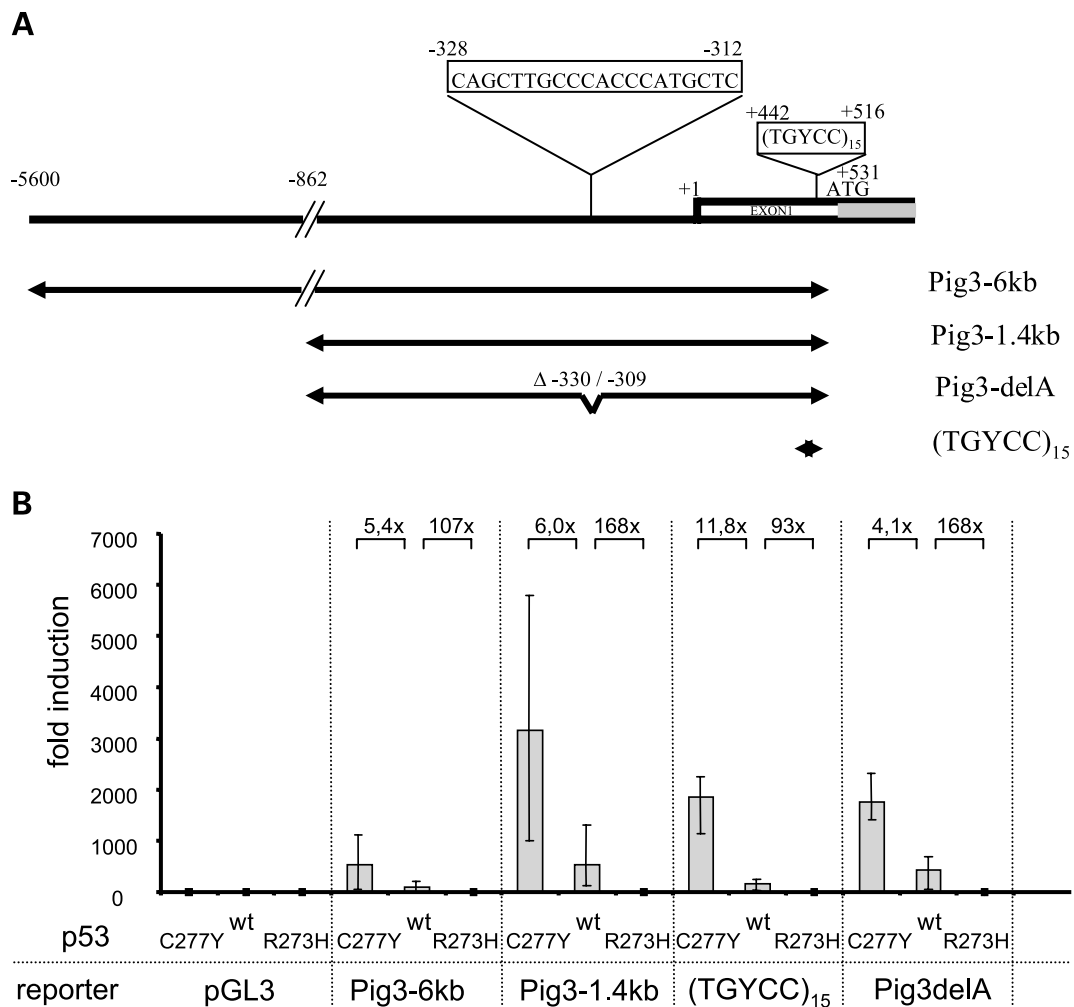 A
-328 -312
CAGCTTGCCCACCCATGCTC
+442 +516
(TGYCC)15
-5600 -862 +1 +531
ATG
EXON1
Pig3-6kb
Pig3-1.4kb
Δ -330 / -309
Pig3-delA
(TGYCC)15
B
5,4x 107x 6,0x 168x 11,8x 93x 4,1x 168x
7000
6000
5000
4000
3000
2000
1000
0
fold induction
p53 C277Y wt R273H C277Y wt R273H C277Y wt R273H C277Y wt R273H C277Y wt R273H
reporter pGL3 Pig3-6kb Pig3-1.4kb (TGYCC)15 Pig3delA